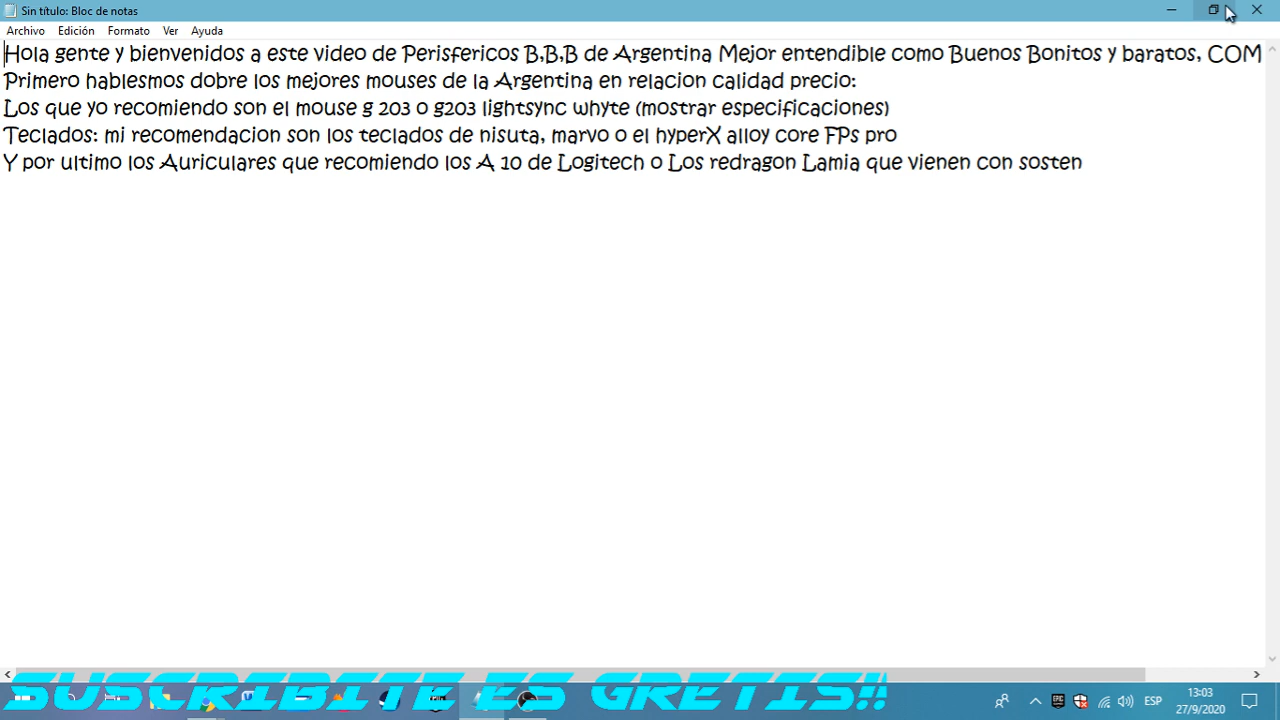 Sin título: Bloc de notas
Archivo Edición Formato Ver Ayuda
Hola gente y bienvenidos a este video de Perisfericos B,B,B de Argentina Mejor entendible como Buenos Bonitos y baratos, COM
Primero hablesmos dobre los mejores mouses de la Argentina en relacion calidad precio:
Los que yo recomiendo son el mouse g 203 o g203 lightsync whyte (mostrar especificaciones)
Teclados: mi recomendacion son los teclados de nisuta, marvo o el hyperX alloy core FPs pro
Y por ultimo los Auriculares que recomiendo los A 10 de Logitech o Los redragon Lamia que vienen con sosten
SUSCRIBITE ES GRETIS!!
ESP
13:03
27/9/2020